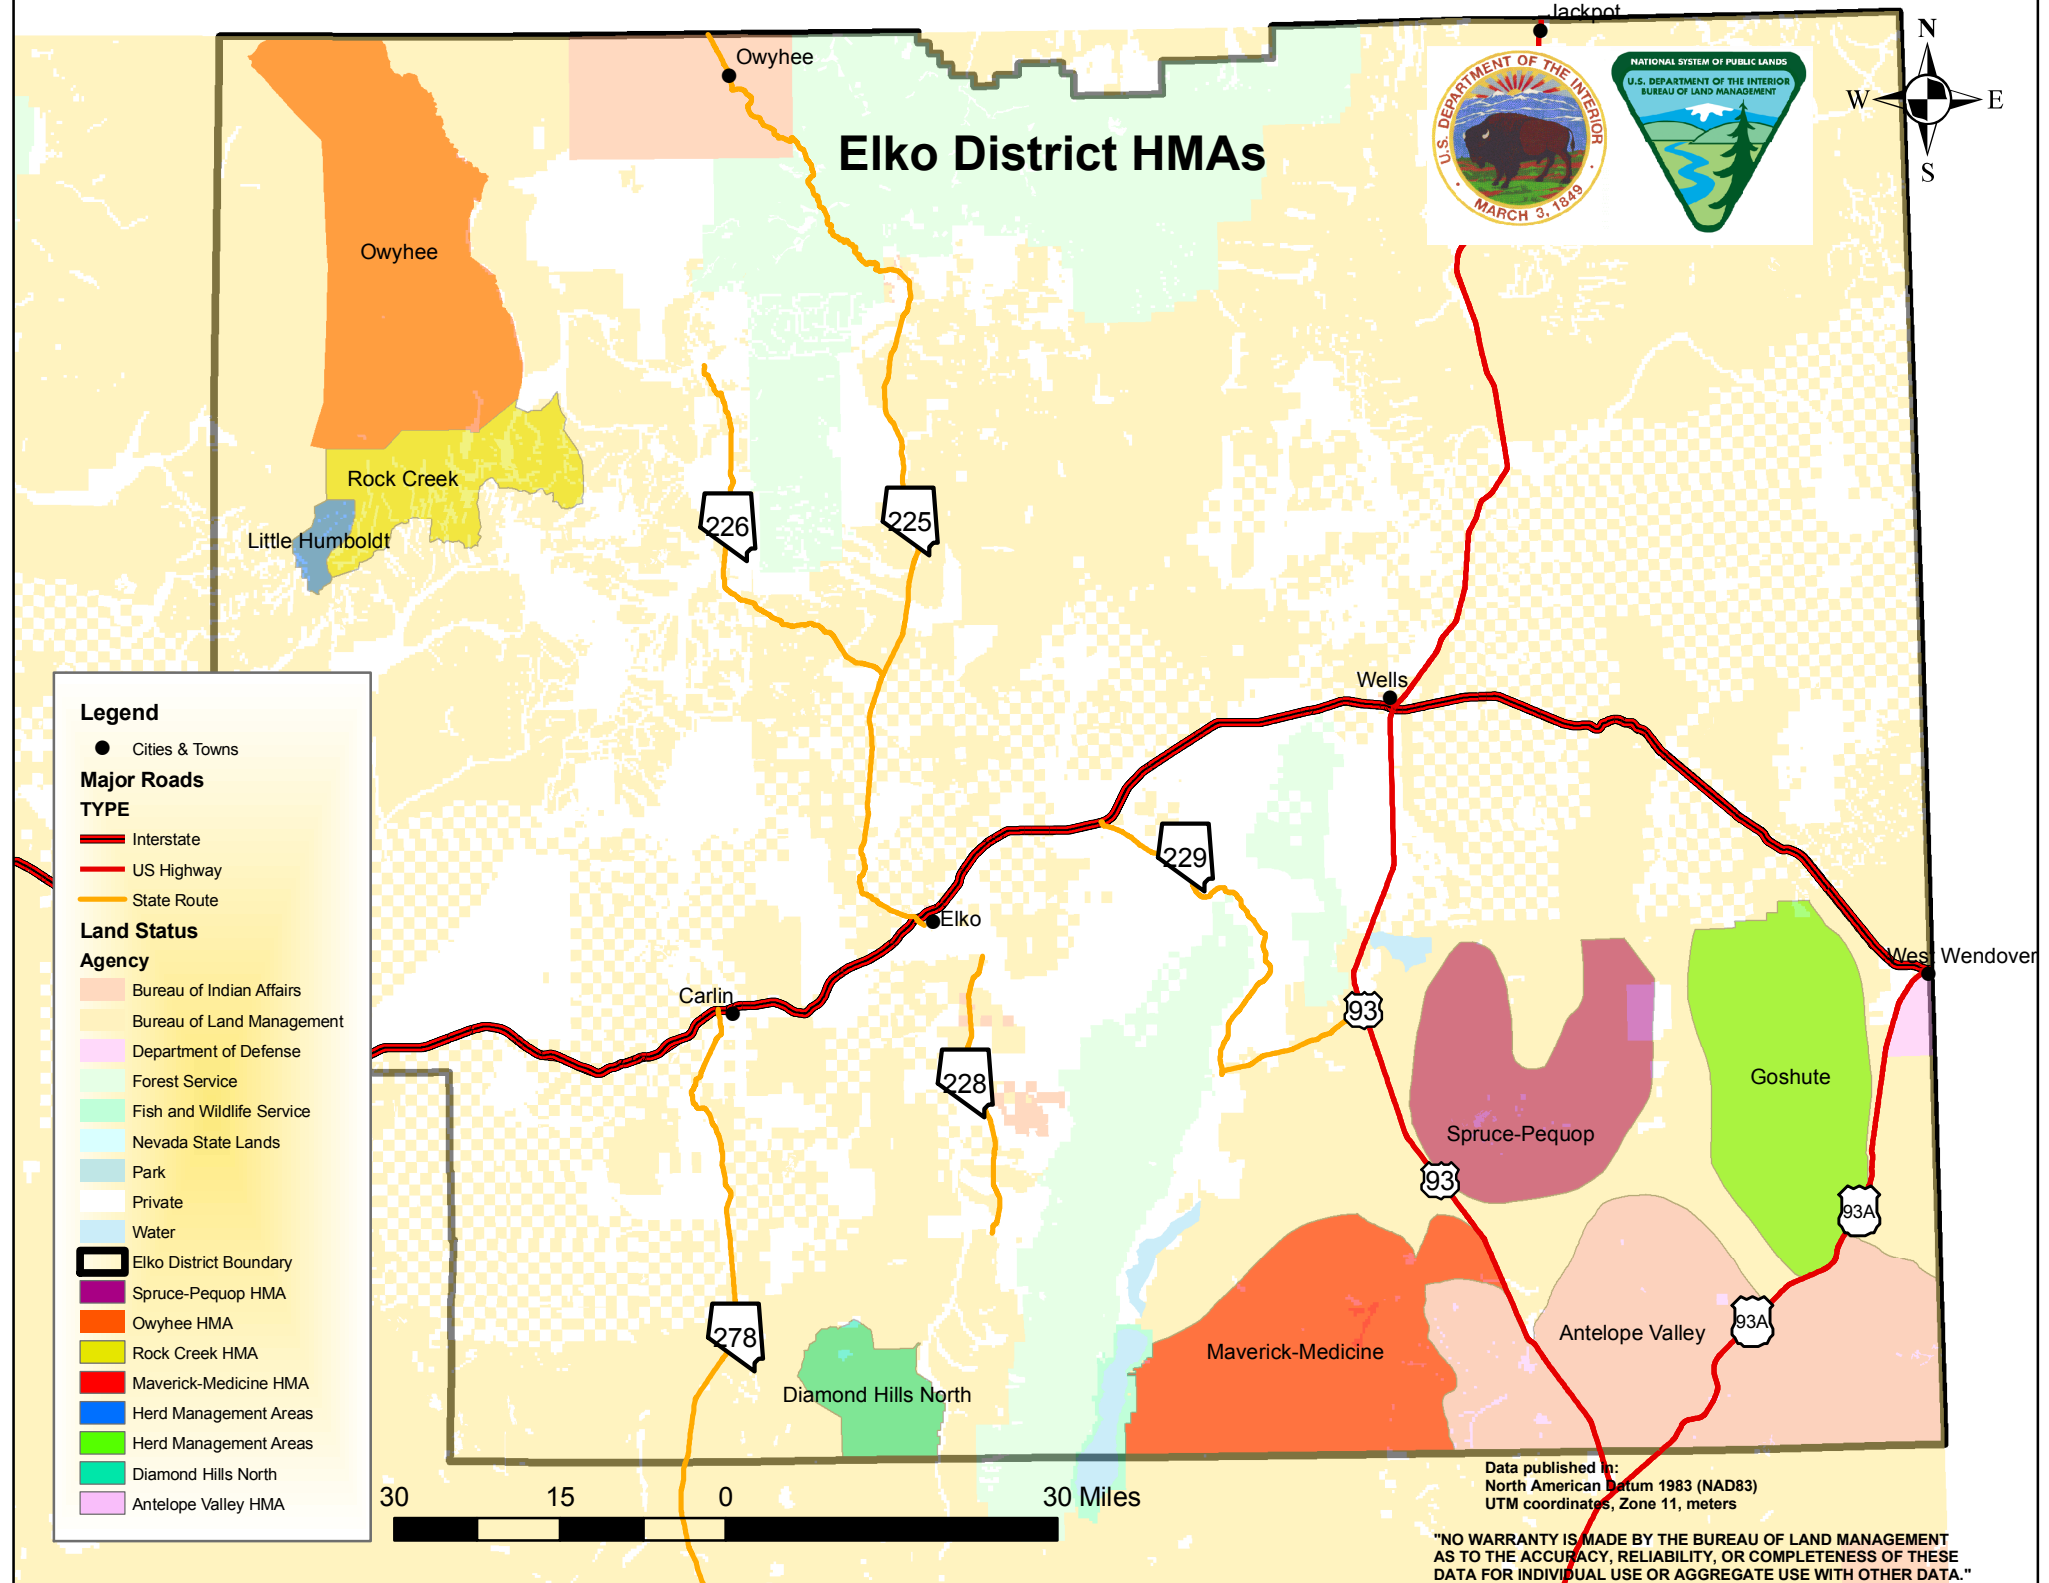 Jackpot
N
W E
S
U.S. DEPARTMENT OF THE INTERIOR
MARCH 3, 1849
NATIONAL SYSTEM OF PUBLIC LANDS
U.S. DEPARTMENT OF THE INTERIOR
BUREAU OF LAND MANAGEMENT
Owyhee
Elko District HMAs
Owyhee
Rock Creek
Little Humboldt
226
225
Wells
229
Elko
West Wendover
Carlin
93
228
Goshute
Spruce-Pequop
93
93A
278
Maverick-Medicine
Antelope Valley
93A
Diamond Hills North
Legend
Cities & Towns
Major Roads
TYPE
Interstate
US Highway
State Route
Land Status
Agency
Bureau of Indian Affairs
Bureau of Land Management
Department of Defense
Forest Service
Fish and Wildlife Service
Nevada State Lands
Park
Private
Water
Elko District Boundary
Spruce-Pequop HMA
Owyhee HMA
Rock Creek HMA
Maverick-Medicine HMA
Herd Management Areas
Herd Management Areas
Diamond Hills North
Antelope Valley HMA
30 15 0 30 Miles
Data published in:
North American Datum 1983 (NAD83)
UTM coordinates, Zone 11, meters
"NO WARRANTY IS MADE BY THE BUREAU OF LAND MANAGEMENT
AS TO THE ACCURACY, RELIABILITY, OR COMPLETENESS OF THESE
DATA FOR INDIVIDUAL USE OR AGGREGATE USE WITH OTHER DATA."